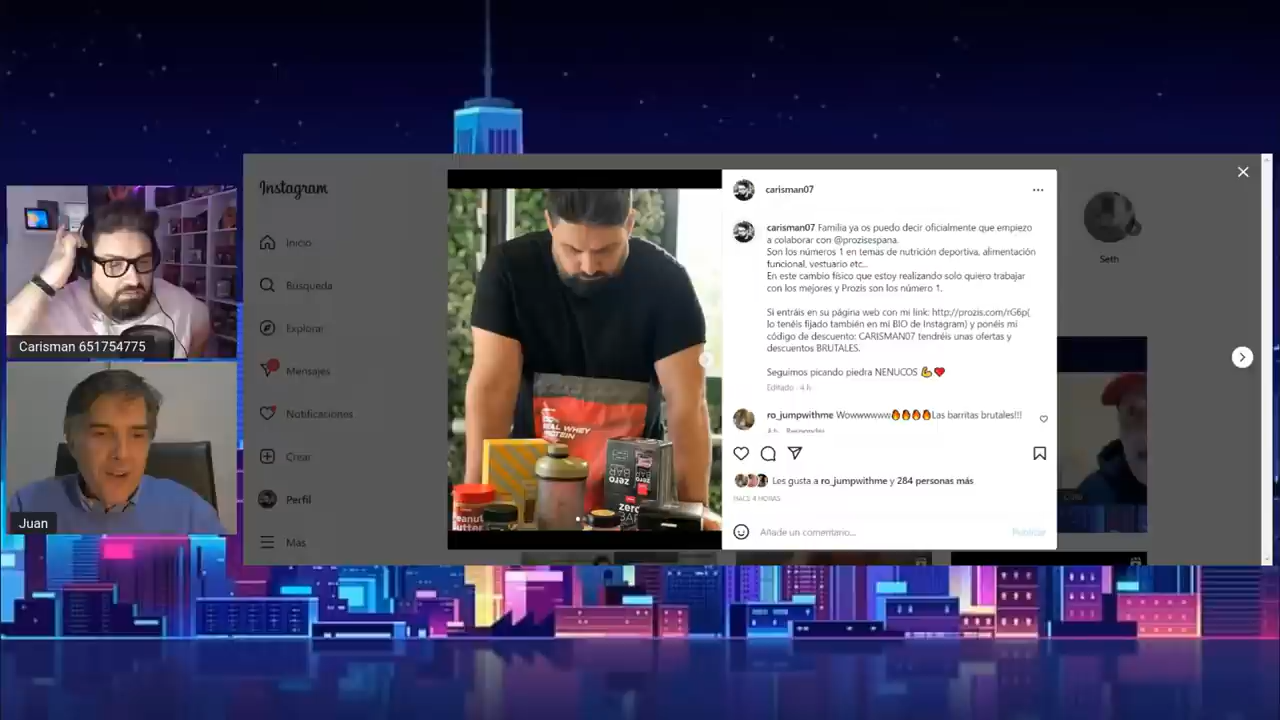 Instagram
Inicio
Búsqueda
Explorar
Mensajes
Notificaciones
Crear
Perfil
Más
Carisman 651754775
Juan
WHEY
PROTEIN
zero
BAR
zero
carisman07
carisman07 Familia ya os puedo decir oficialmente que empiezo
a colaborar con @prozisespana.
Son los números 1 en temas de nutrición deportiva, alimentación
funcional, vestuario etc...
En este cambio físico que estoy realizando solo quiero trabajar
con los mejores y Prozis son los número 1.
Si entráis en su página web con mi link: http://prozis.com/rG6p(
lo tenéis fijado también en mi BIO de Instagram) y ponéis mi
código de descuento: CARISMAN07 tendréis unas ofertas y
descuentos BRUTALES.
Seguimos picando piedra NENUCOS 💪❤️
Editado · 4 h
ro_jumpwithme Wowwwwww🔥🔥🔥🔥Las barritas brutales!!!
4 h Responder
Les gusta a ro_jumpwithme y 284 personas más
HACE 4 HORAS
Añade un comentario...
Publicar
Seth